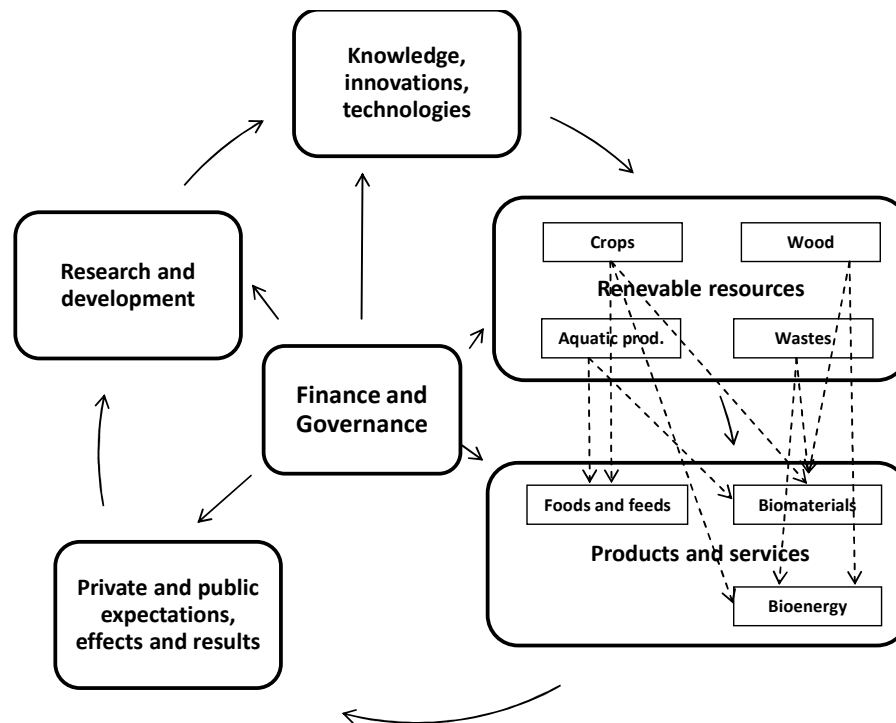 Knowledge,
innovations,
technologies
Research and
development
Crops
Wood
Renevable resources
Aquatic prod.
Wastes
Finance and
Governance
Foods and feeds
Biomaterials
Products and services
Bioenergy
Private and public
expectations,
effects and results